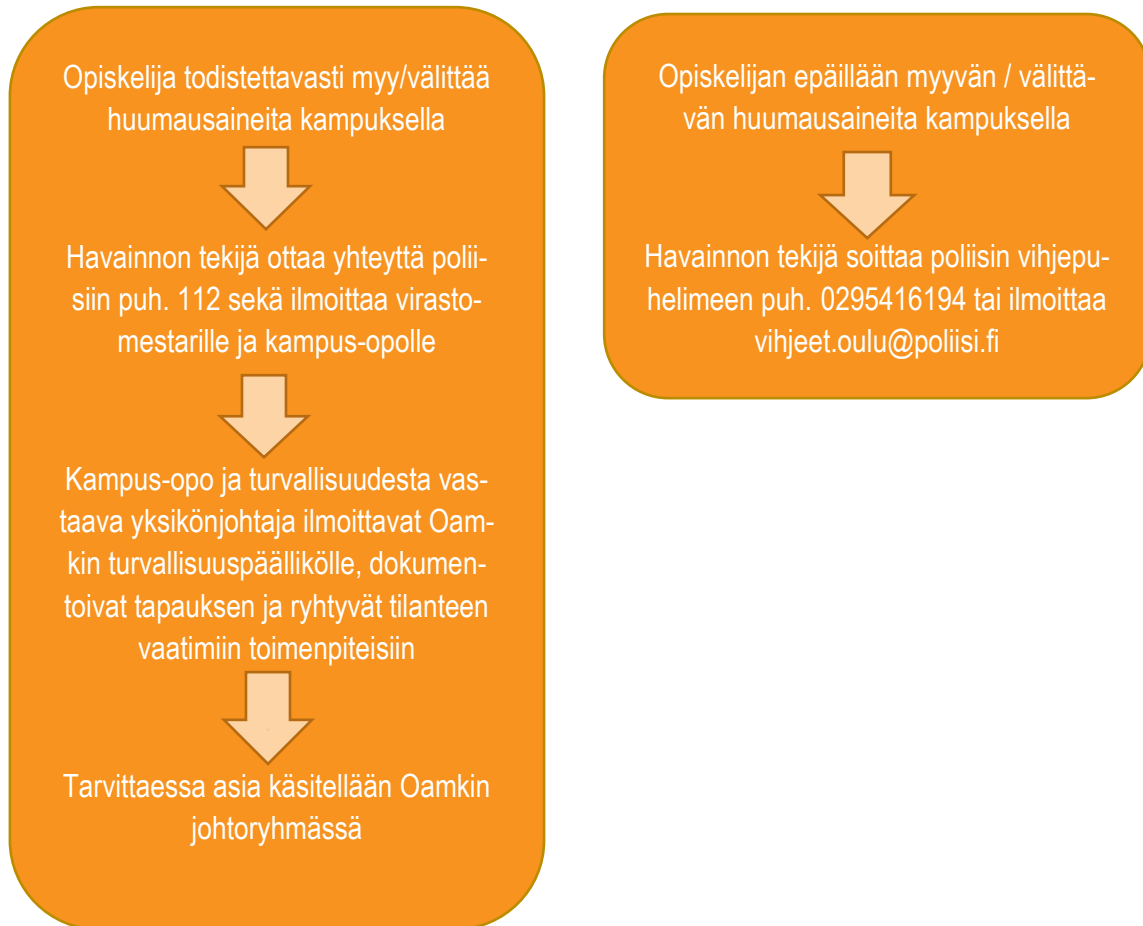 Opiskelija todistettavasti myy/välittää
huumausaineita kampuksella
Havainnon tekijä ottaa yhteyttä polii-
siin puh. 112 sekä ilmoittaa virasto-
mestarille ja kampus-opolle
Kampus-opo ja turvallisuudesta vas-
taava yksikönjohtaja ilmoittavat Oam-
kin turvallisuuspäällikölle, dokumen-
toivat tapauksen ja ryhtyvät tilanteen
vaatimiin toimenpiteisiin
Tarvittaessa asia käsitellään Oamkin
johtoryhmässä
Opiskelijan epäillään myyvän / välittä-
vän huumausaineita kampuksella
Havainnon tekijä soittaa poliisin vihjepu-
helimeen puh. 0295416194 tai ilmoittaa
vihjeet.oulu@poliisi.fi